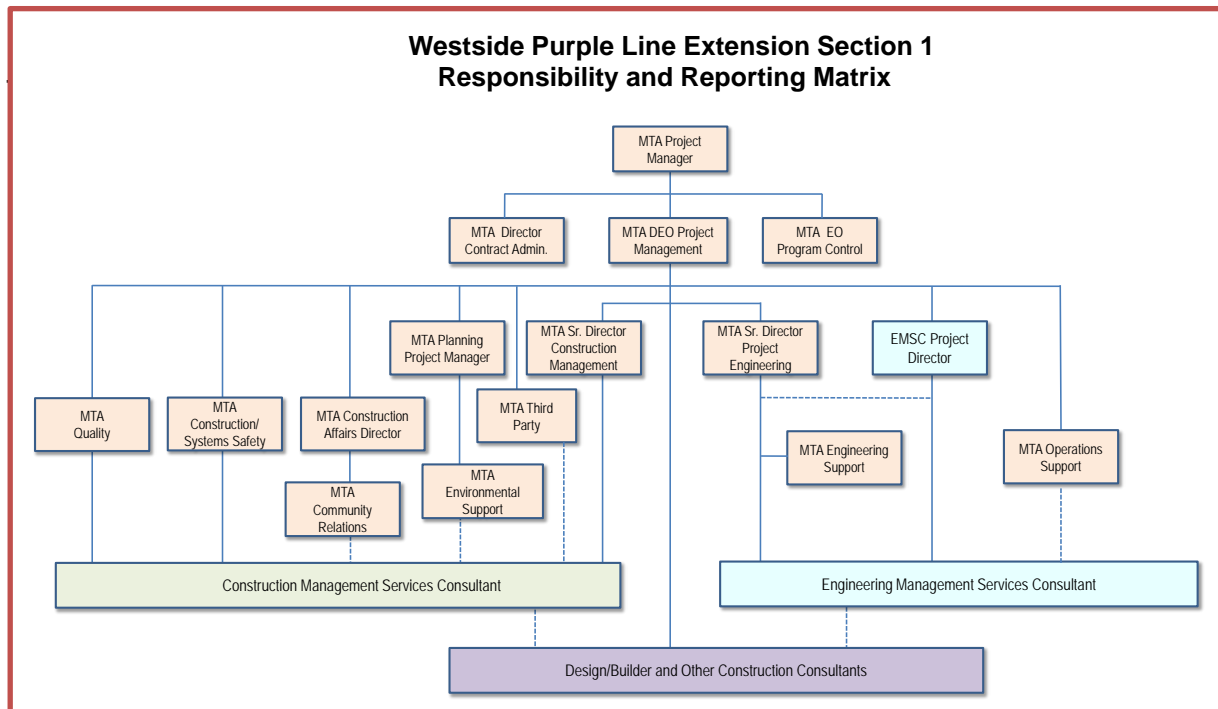 Westside Purple Line Extension Section 1
Responsibility and Reporting Matrix
MTA Project
Manager
MTA Director
Contract Admin.
MTA DEO Project
Management
MTA EO
Program Control
MTA Planning
Project Manager
MTA Sr. Director
Construction
Management
MTA Sr. Director
Project
Engineering
EMSC Project
Director
MTA
Quality
MTA
Construction/
Systems Safety
MTA Construction
Affairs Director
MTA Third
Party
MTA Engineering
Support
MTA Operations
Support
MTA
Community
Relations
MTA
Environmental
Support
Construction Management Services Consultant
Engineering Management Services Consultant
Design/Builder and Other Construction Consultants